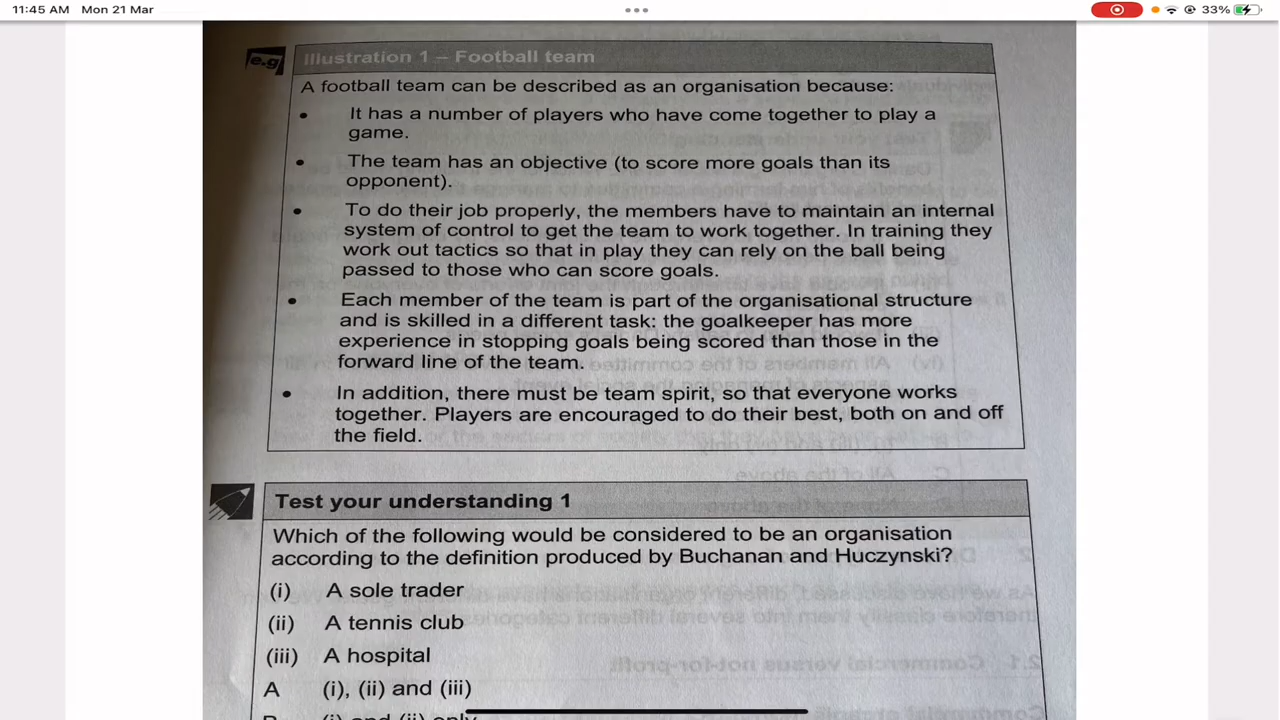 11:45 AM Mon 21 Mar
33%
e.g
Illustration 1 – Football team
A football team can be described as an organisation because:
• It has a number of players who have come together to play a
game.
• The team has an objective (to score more goals than its
opponent).
• To do their job properly, the members have to maintain an internal
system of control to get the team to work together. In training they
work out tactics so that in play they can rely on the ball being
passed to those who can score goals.
• Each member of the team is part of the organisational structure
and is skilled in a different task: the goalkeeper has more
experience in stopping goals being scored than those in the
forward line of the team.
• In addition, there must be team spirit, so that everyone works
together. Players are encouraged to do their best, both on and off
the field.
Test your understanding 1
Which of the following would be considered to be an organisation
according to the definition produced by Buchanan and Huczynski?
(i) A sole trader
(ii) A tennis club
(iii) A hospital
A (i), (ii) and (iii)
B (i) and (ii) only